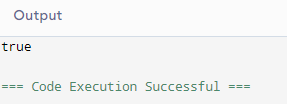 Output
true
=== Code Execution Successful ===